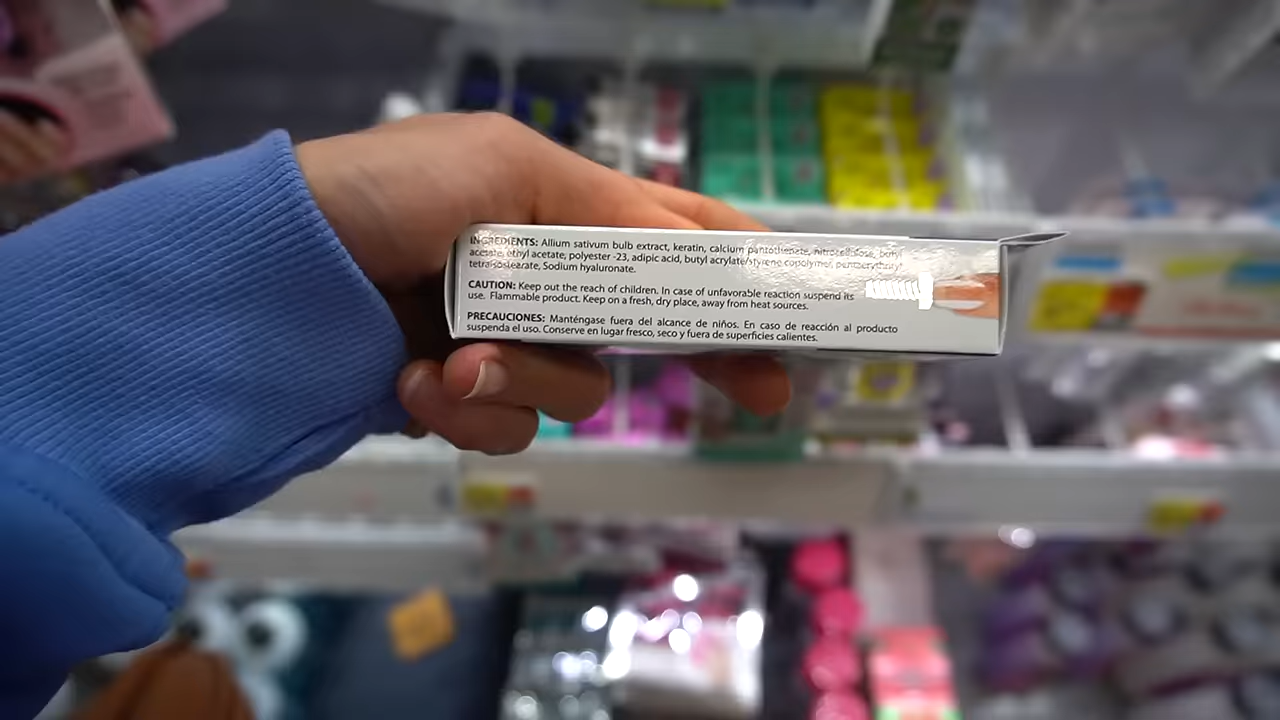 INGREDIENTS: Allium sativum bulb extract, keratin, calcium pantothenate, nitrocellulose, butyl
acetate, ethyl acetate, polyester -23, adipic acid, butyl acrylate/styrene copolymer, pentaerythrityl
tetraisostearate, Sodium hyaluronate.
CAUTION: Keep out the reach of children. In case of unfavorable reaction suspend its
use. Flammable product. Keep on a fresh, dry place, away from heat sources.
PRECAUCIONES: Manténgase fuera del alcance de niños. En caso de reacción al producto
suspenda el uso. Conserve en lugar fresco, seco y fuera de superficies calientes.